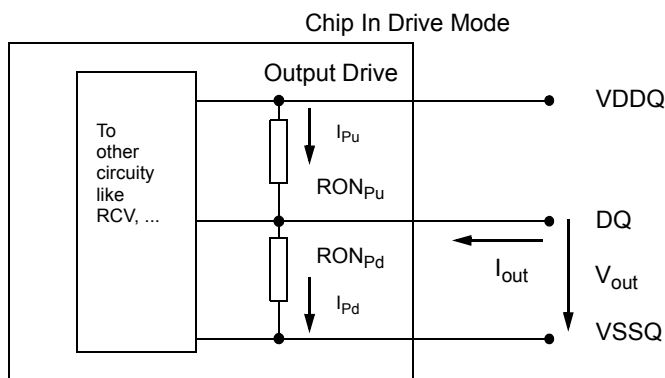 Chip In Drive Mode
Output Drive
VDDQ
To
other
circuity
like
RCV, ...
IPu
RONPu
DQ
RONPd
Iout
Vout
IPd
VSSQ